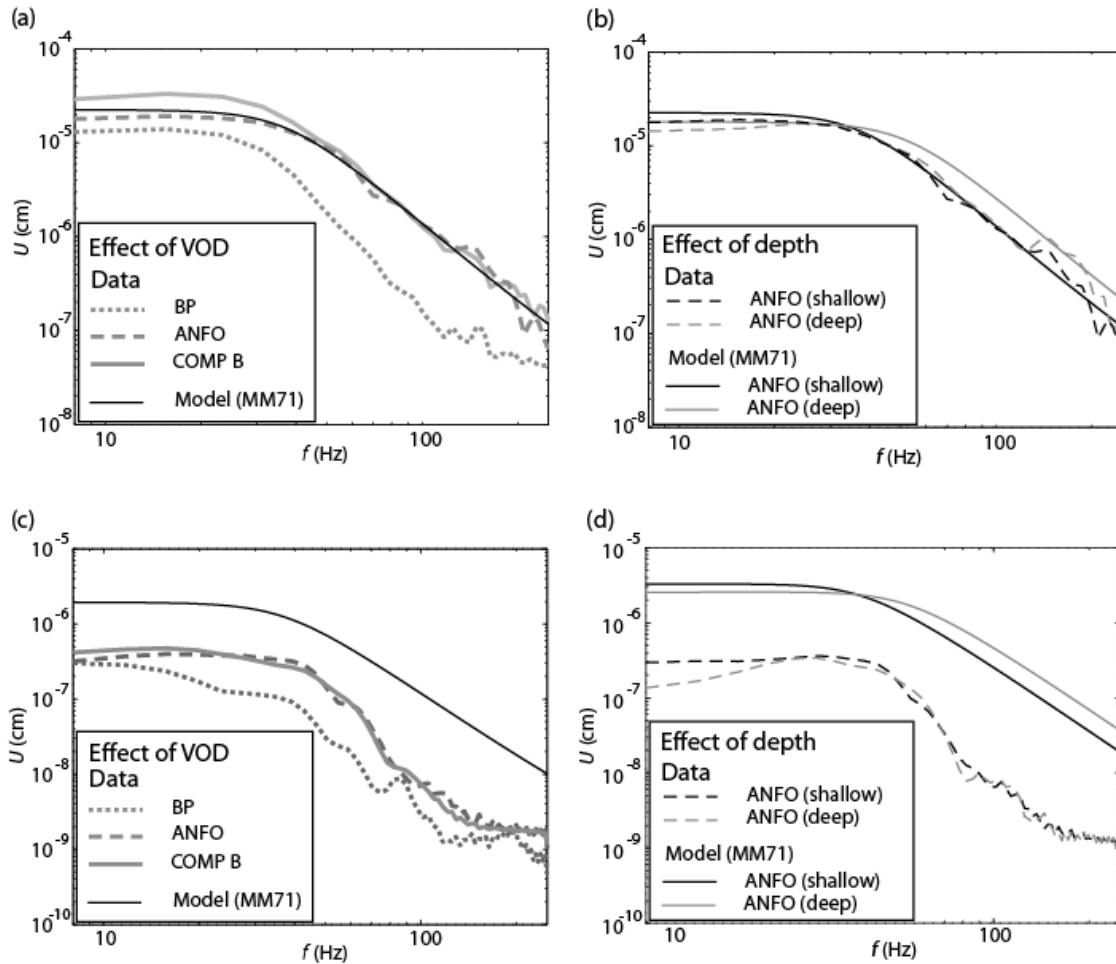 (a)
10^-4
10^-5
10^-6
10^-7
10^-8
U (cm)
Effect of VOD
Data
BP
ANFO
COMP B
Model (MM71)
10
100
f (Hz)
(b)
10^-4
10^-5
10^-6
10^-7
10^-8
U (cm)
Effect of depth
Data
ANFO (shallow)
ANFO (deep)
Model (MM71)
ANFO (shallow)
ANFO (deep)
10
100
f (Hz)
(c)
10^-5
10^-6
10^-7
10^-8
10^-9
10^-10
U (cm)
Effect of VOD
Data
BP
ANFO
COMP B
Model (MM71)
10
100
f (Hz)
(d)
10^-5
10^-6
10^-7
10^-8
10^-9
10^-10
U (cm)
Effect of depth
Data
ANFO (shallow)
ANFO (deep)
Model (MM71)
ANFO (shallow)
ANFO (deep)
10
100
f (Hz)